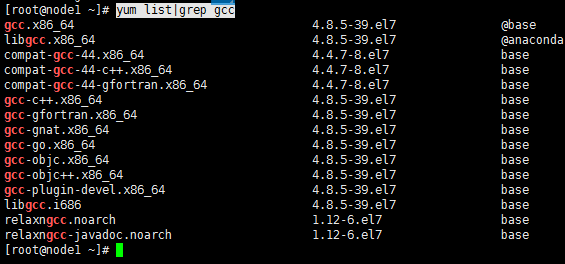 [root@node1 ~]# yum list|grep gcc
gcc.x86_64 4.8.5-39.el7 @base
libgcc.x86_64 4.8.5-39.el7 @anaconda
compat-gcc-44.x86_64 4.4.7-8.el7 base
compat-gcc-44-c++.x86_64 4.4.7-8.el7 base
compat-gcc-44-gfortran.x86_64 4.4.7-8.el7 base
gcc-c++.x86_64 4.8.5-39.el7 base
gcc-gfortran.x86_64 4.8.5-39.el7 base
gcc-gnat.x86_64 4.8.5-39.el7 base
gcc-go.x86_64 4.8.5-39.el7 base
gcc-objc.x86_64 4.8.5-39.el7 base
gcc-objc++.x86_64 4.8.5-39.el7 base
gcc-plugin-devel.x86_64 4.8.5-39.el7 base
libgcc.i686 4.8.5-39.el7 base
relaxngcc.noarch 1.12-6.el7 base
relaxngcc-javadoc.noarch 1.12-6.el7 base
[root@node1 ~]#